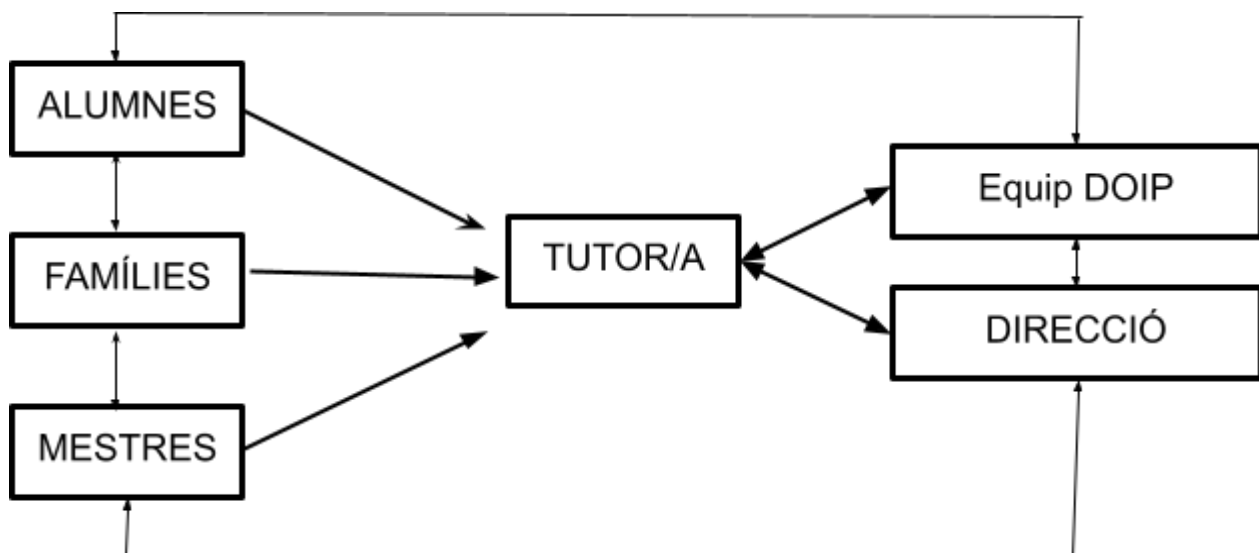 ALUMNES
FAMÍLIES
MESTRES
TUTOR/A
Equip DOIP
DIRECCIÓ